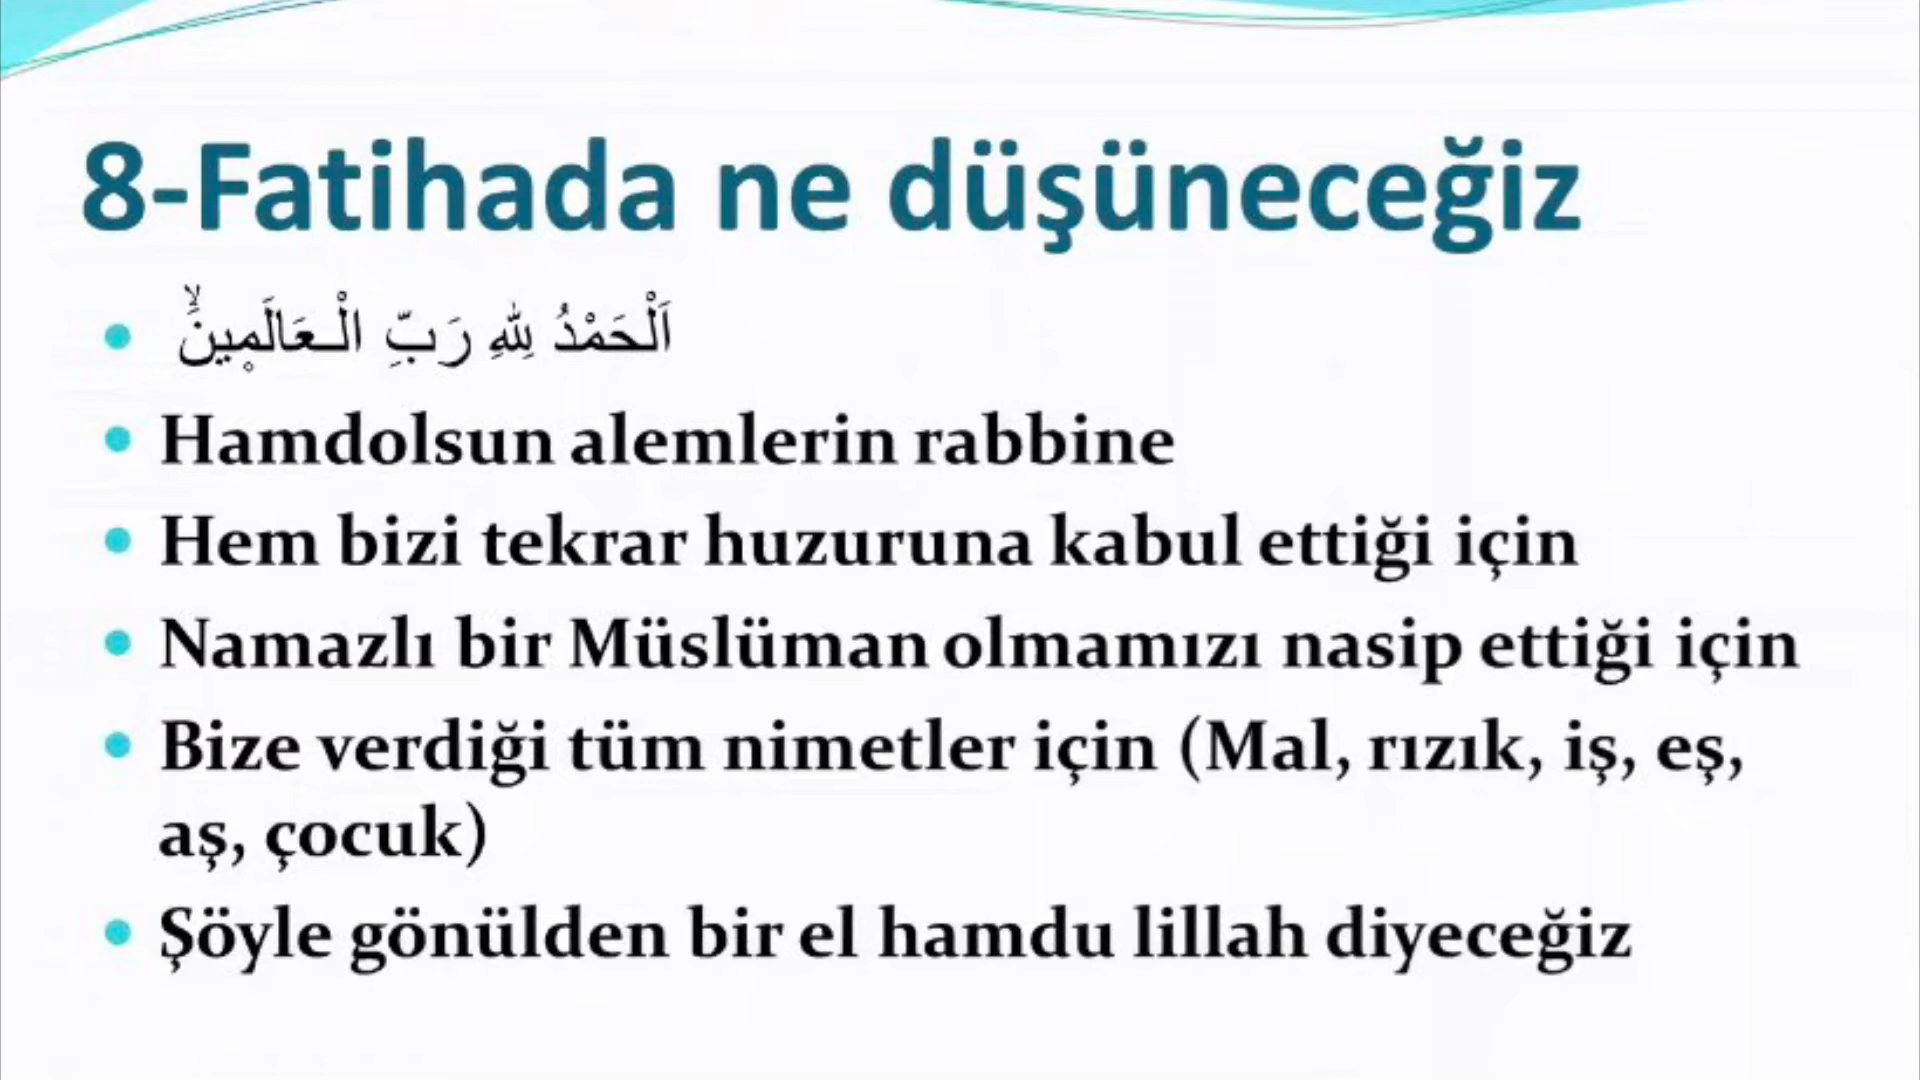 8-Fatihada ne düşüneceğiz
اَلْحَمْدُ لِلّٰهِ رَبِّ الْـعَالَم۪ينَۙ
Hamdolsun alemlerin rabbine
Hem bizi tekrar huzuruna kabul ettiği için
Namazlı bir Müslüman olmamızı nasip ettiği için
Bize verdiği tüm nimetler için (Mal, rızık, iş, eş,
aş, çocuk)
Şöyle gönülden bir el hamdu lillah diyeceğiz